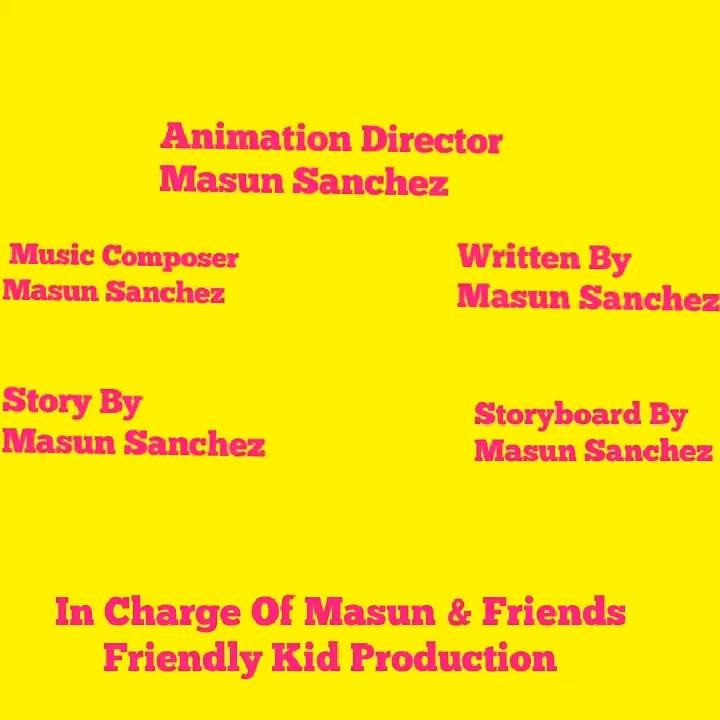 Animation Director
Masun Sanchez
Music Composer
Masun Sanchez
Written By
Masun Sanchez
Story By
Masun Sanchez
Storyboard By
Masun Sanchez
In Charge Of Masun & Friends
Friendly Kid Production